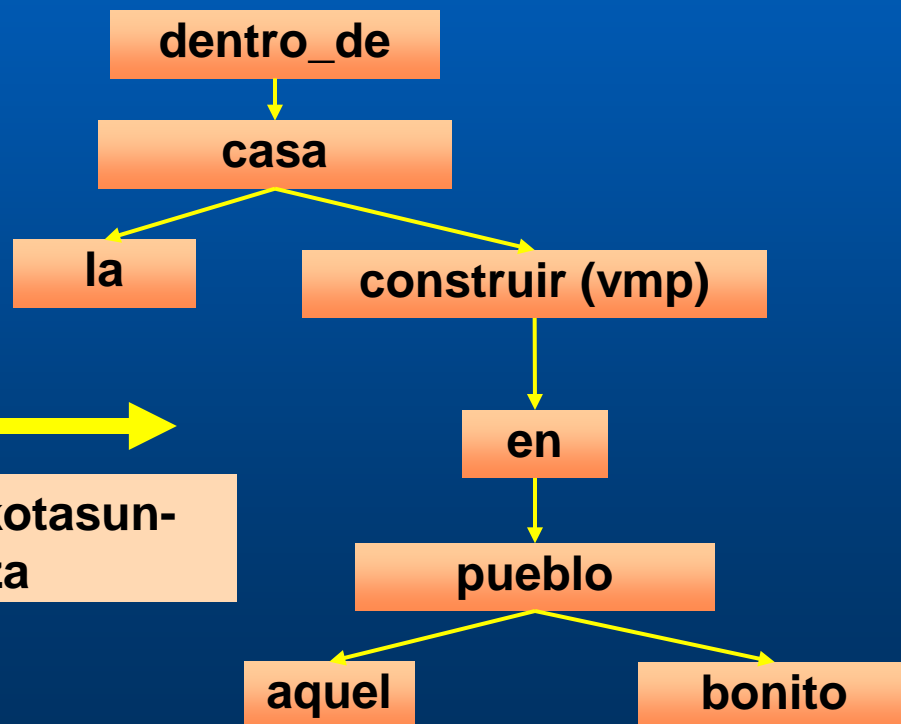 dentro_de
casa
la
construir (vmp)
en
pueblo
aquel
bonito